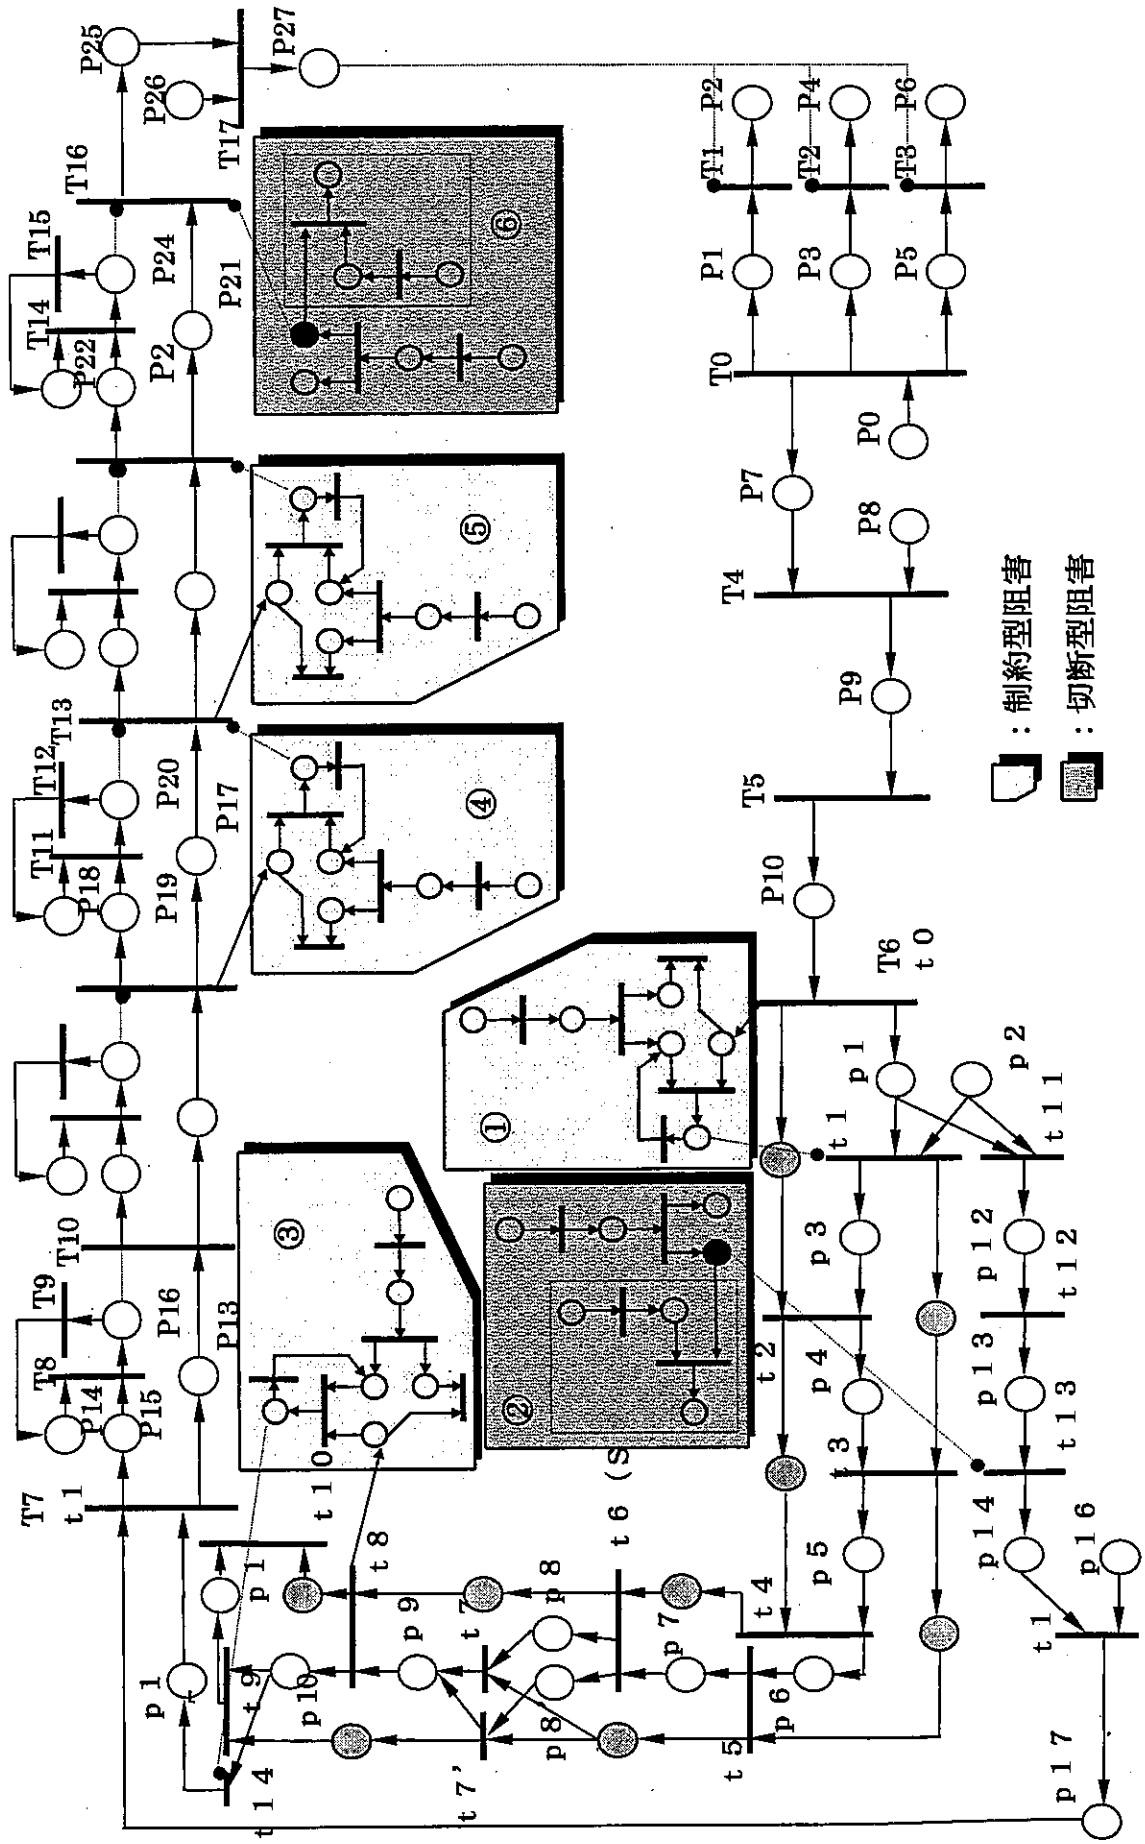 T7
t 1
P14
P15
T8
T9
T10
P16
P13
P18
T11
T12
T13
P19
P20
P17
P22
T14
T15
T16
P2
P24
P21
P25
P26
T17
P27
p 1
t 1 4
t 9
p 1
p10
t 1 0
t 8
③
④
⑤
⑥
p 9
t 7'
t 7
p 8
p 8
t 6
(S
②
①
p 7
t 5
p 6
t 4
p 5
t 3
p 4
t 2
p 3
t 1
p 1
p 2
T6
t 0
P10
T5
P9
T4
P8
P7
P0
T0
P1
T1
P2
P3
T2
P4
P5
T3
P6
p 1 7
t 1
p 1 6
p 1 4
t 1 3
p 1 3
t 1 2
p 1 2
t 1 1
：制約型阻害
：切断型阻害